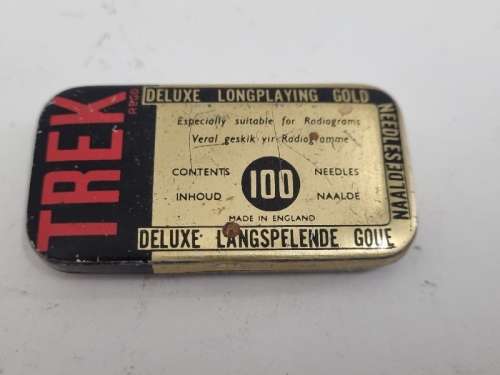 TREK
REGD
DELUXE LONGPLAYING GOLD
NEEDLES
NAALDE
Especially suitable for Radiograms
Veral geskik vir Radiogramme
CONTENTS 100 NEEDLES
INHOUD NAALDE
MADE IN ENGLAND
DELUXE LANGSPELENDE GOUE